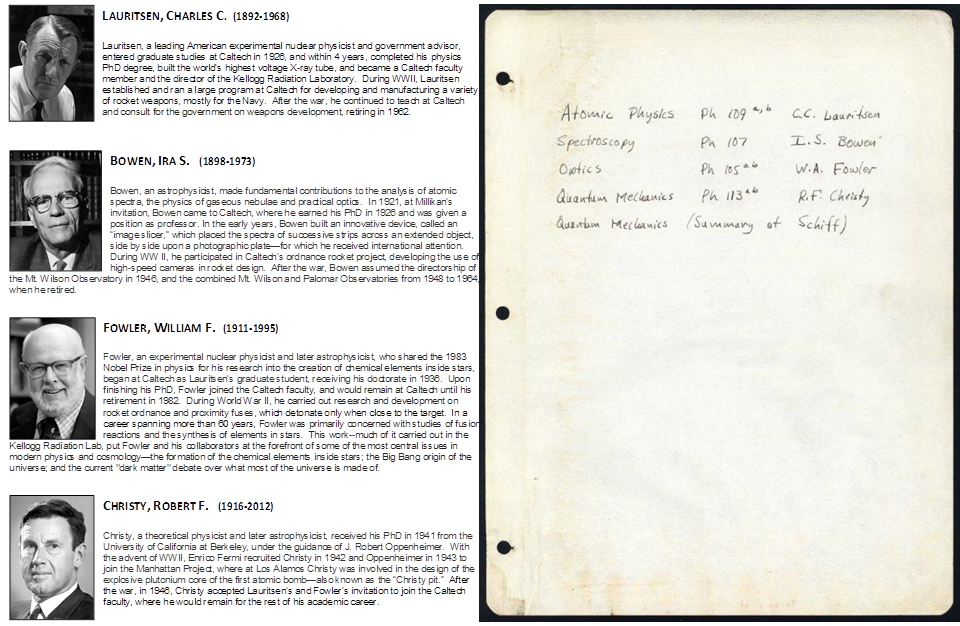 LAURITSEN, CHARLES C. (1892-1968)
Lauritsen, a leading American experimental nuclear physicist and government advisor,
entered graduate studies at Caltech in 1926, and within 4 years, completed his physics
PhD degree, built the world's highest voltage X-ray tube, and became a Caltech faculty
member and the director of the Kellogg Radiation Laboratory. During WWII, Lauritsen
established and ran a large program at Caltech for developing and manufacturing a variety
of rocket weapons, mostly for the Navy. After the war, he continued to teach at Caltech
and consult for the government on weapons development, retiring in 1962.
BOWEN, IRA S. (1898-1973)
Bowen, an astrophysicist, made fundamental contributions to the analysis of atomic
spectra, the physics of gaseous nebulae and practical optics. In 1921, at Millikan's
invitation, Bowen came to Caltech, where he earned his PhD in 1926 and was given a
position as professor. In the early years, Bowen built an innovative device, called an
"image slicer," which placed the spectra of successive strips across an extended object,
side by side upon a photographic plate—for which he received international attention.
During WW II, he participated in Caltech's ordnance rocket project, developing the use of
high-speed cameras in rocket design. After the war, Bowen assumed the directorship of
the Mt. Wilson Observatory in 1946, and the combined Mt. Wilson and Palomar Observatories from 1948 to 1964,
when he retired.
FOWLER, WILLIAM F. (1911-1995)
Fowler, an experimental nuclear physicist and later astrophysicist, who shared the 1983
Nobel Prize in physics for his research into the creation of chemical elements inside stars,
began at Caltech as Lauritsen's graduate student, receiving his doctorate in 1936. Upon
finishing his PhD, Fowler joined the Caltech faculty, and would remain at Caltech until his
retirement in 1982. During World War II, he carried out research and development on
rocket ordnance and proximity fuses, which detonate only when close to the target. In a
career spanning more than 60 years, Fowler was primarily concerned with studies of fusion
reactions and the synthesis of elements in stars. This work--much of it carried out in the
Kellogg Radiation Lab, put Fowler and his collaborators at the forefront of some of the most central issues in
modern physics and cosmology—the formation of the chemical elements inside stars; the Big Bang origin of the
universe; and the current "dark matter" debate over what most of the universe is made of.
CHRISTY, ROBERT F. (1916-2012)
Christy, a theoretical physicist and later astrophysicist, received his PhD in 1941 from the
University of California at Berkeley, under the guidance of J. Robert Oppenheimer. With
the advent of WW II, Enrico Fermi recruited Christy in 1942 and Oppenheimer in 1943 to
join the Manhattan Project, where at Los Alamos Christy was involved in the design of the
explosive plutonium core of the first atomic bomb—also known as the "Christy pit." After
the war, in 1946, Christy accepted Lauritsen's and Fowler's invitation to join the Caltech
faculty, where he would remain for the rest of his academic career.
Atomic Physics Ph 109 a,b C.C. Lauritsen
Spectroscopy Ph 107 I.S. Bowen
Optics Ph 105 ab W.A. Fowler
Quantum Mechanics Ph 113 ab R.F. Christy
Quantum Mechanics (Summary of Schiff)